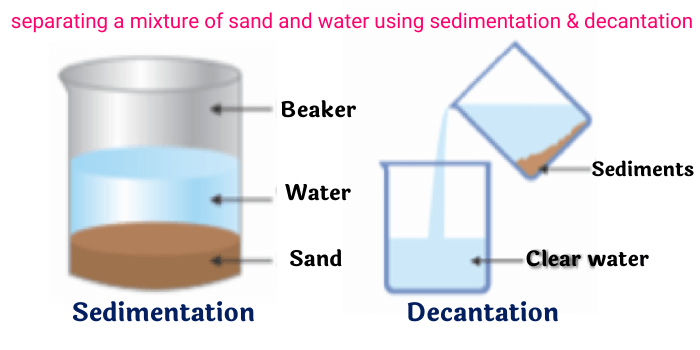 separating a mixture of sand and water using sedimentation & decantation
Beaker
Water
Sand
Sedimentation
Sediments
Clear water
Decantation